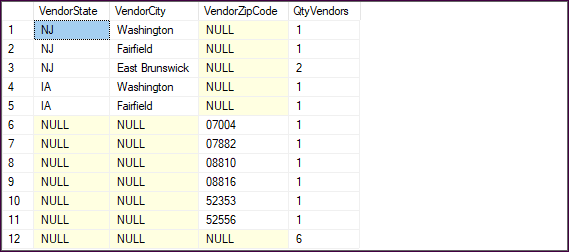 VendorState VendorCity VendorZipCode QtyVendors
1 NJ Washington NULL 1
2 NJ Fairfield NULL 1
3 NJ East Brunswick NULL 2
4 IA Washington NULL 1
5 IA Fairfield NULL 1
6 NULL NULL 07004 1
7 NULL NULL 07882 1
8 NULL NULL 08810 1
9 NULL NULL 08816 1
10 NULL NULL 52353 1
11 NULL NULL 52556 1
12 NULL NULL NULL 6